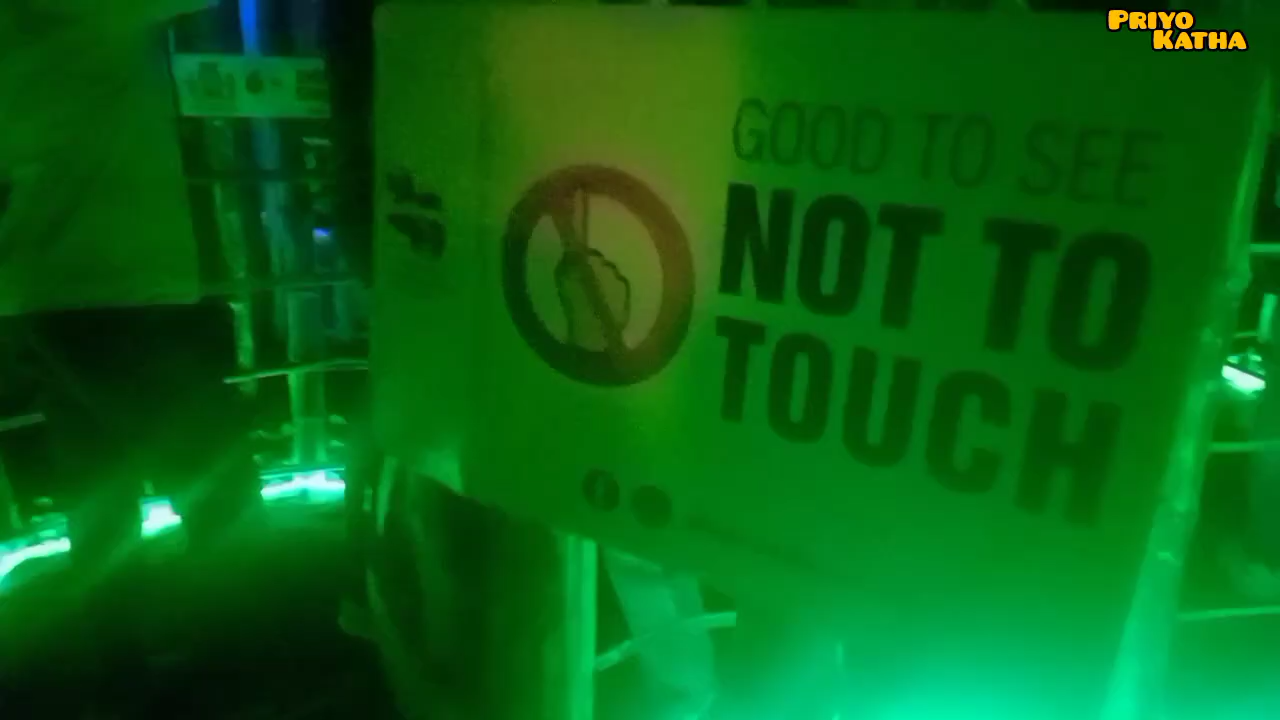 PRIYO
KATHA
GOOD TO SEE
NOT TO
TOUCH